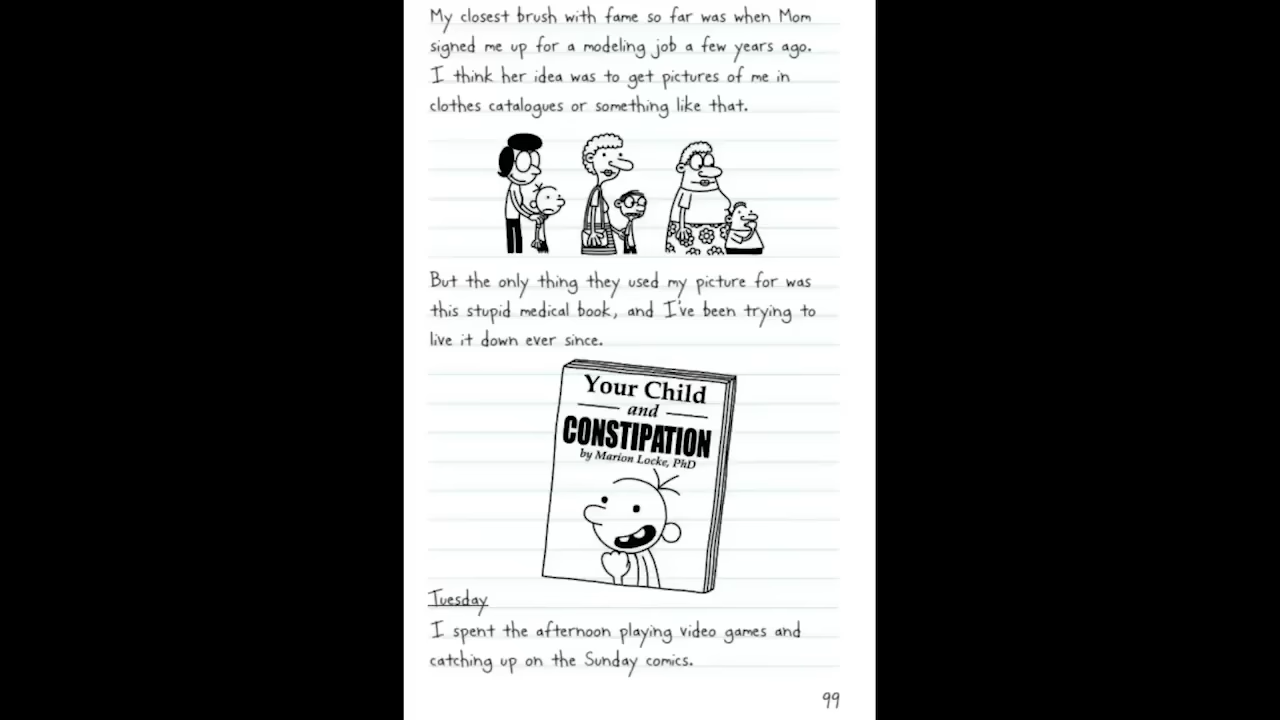 My closest brush with fame so far was when Mom
signed me up for a modeling job a few years ago.
I think her idea was to get pictures of me in
clothes catalogues or something like that.
But the only thing they used my picture for was
this stupid medical book, and I've been trying to
live it down ever since.
Your Child
and
CONSTIPATION
by Marion Locke, PhD
Tuesday
I spent the afternoon playing video games and
catching up on the Sunday comics.
99